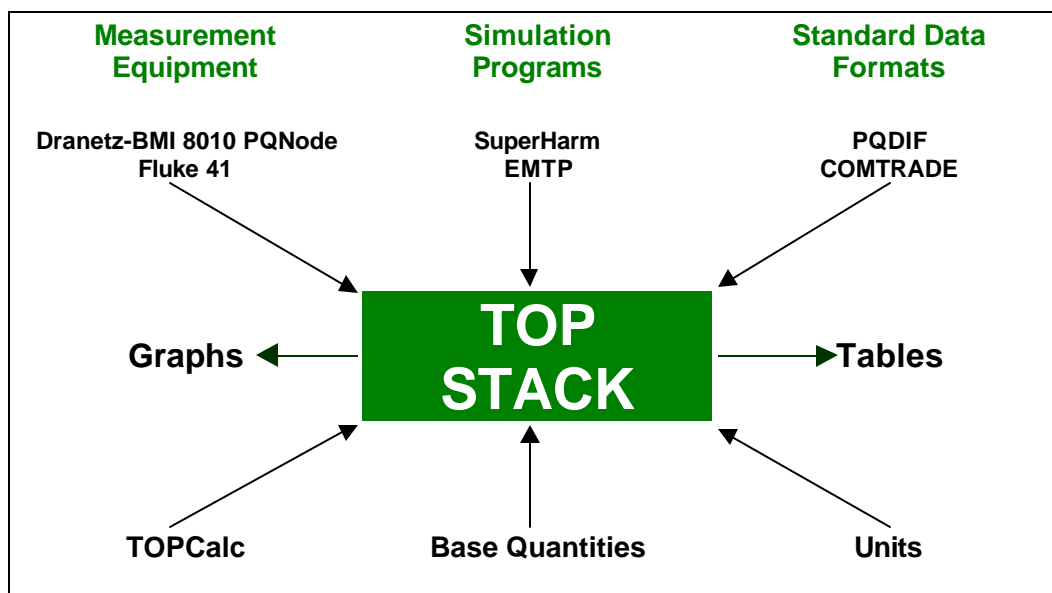 Measurement
Equipment
Simulation
Programs
Standard Data
Formats
Dranetz-BMI 8010 PQNode
Fluke 41
SuperHarm
EMTP
PQDIF
COMTRADE
TOP
STACK
Graphs
Tables
TOPCalc
Base Quantities
Units